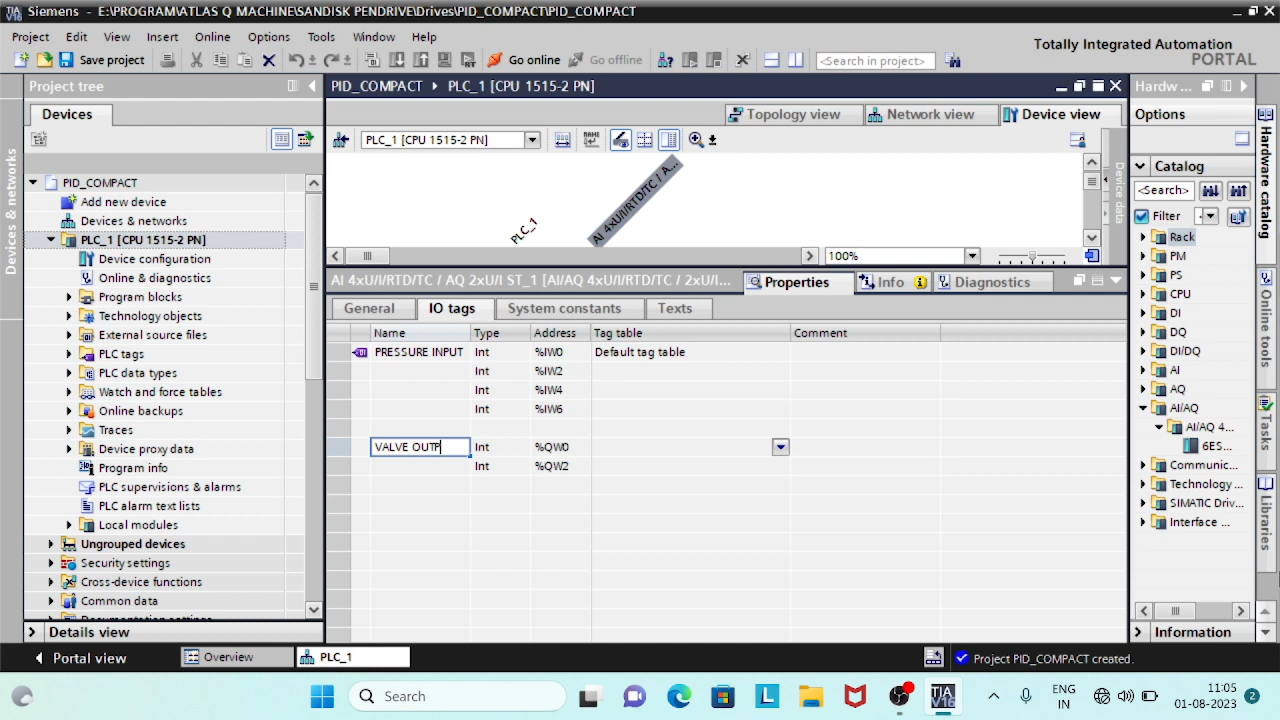 Siemens - E:\PROGRAM\ATLAS Q MACHINE\SANDISK PENDRIVE\Drives\PID_COMPACT\PID_COMPACT
Project Edit View Insert Online Options Tools Window Help
Totally Integrated Automation
PORTAL
Save project
Go online
Go offline
<Search in project>
Project tree
PID_COMPACT PLC_1 [CPU 1515-2 PN]
Hardw ...
Devices
Topology view
Network view
Device view
Options
PLC_1 [CPU 1515-2 PN]
Devices & networks
PID_COMPACT
Add new device
Devices & networks
PLC_1 [CPU 1515-2 PN]
Device configuration
Online & diagnostics
Program blocks
Technology objects
External source files
PLC tags
PLC data types
Watch and force tables
Online backups
Traces
Device proxy data
Program info
PLC supervisions & alarms
PLC alarm text lists
Local modules
Ungrouped devices
Security settings
Cross-device functions
Common data
Details view
PLC_1
AI 4xU/I/RTD/TC / A...
Device data
100%
AI 4xU/I/RTD/TC / AQ 2xU/I ST_1 [AI/AQ 4xU/I/RTD/TC / 2xU/I...
Properties
Info
Diagnostics
General
IO tags
System constants
Texts
Name Type Address Tag table Comment
PRESSURE INPUT Int %IW0 Default tag table
Int %IW2
Int %IW4
Int %IW6
VALVE OUTP Int %QW0
Int %QW2
Catalog
<Search>
Filter
Rack
PM
PS
CPU
DI
DQ
DI/DQ
AI
AQ
AI/AQ
AI/AQ 4...
6ES...
Communic...
Technology ...
SIMATIC Driv...
Interface ...
Information
Hardware catalog
Online tools
Tasks
Libraries
Portal view
Overview
PLC_1
Project PID_COMPACT created.
Search
ENG
IN
11:05
01-08-2023
2